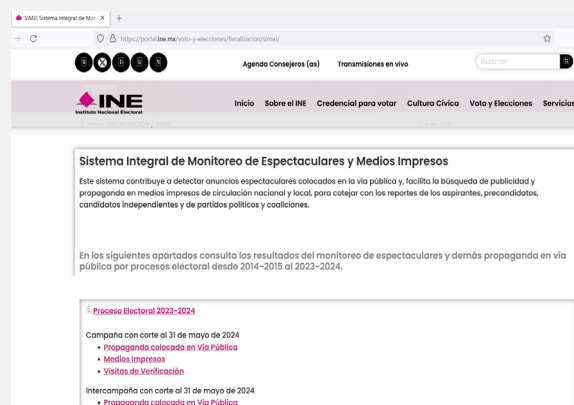 SIMEI Sistema Integral de Moni
https://portal.ine.mx/voto-y-elecciones/fiscalizacion/simei/
Agenda Consejeros (as) Transmisiones en vivo Buscar
INE
Instituto Nacional Electoral
Inicio Sobre el INE Credencial para votar Cultura Cívica Voto y Elecciones Servicios
Sistema Integral de Monitoreo de Espectaculares y Medios Impresos
Este sistema contribuye a detectar anuncios espectaculares colocados en la vía pública y, facilita la búsqueda de publicidad y
propaganda en medios impresos de circulación nacional y local, para cotejar con los reportes de los aspirantes, precandidatos,
candidatos independientes y de partidos políticos y coaliciones.
En los siguientes apartados consulta los resultados del monitoreo de espectaculares y demás propaganda en vía
pública por procesos electoral desde 2014-2015 al 2023-2024.
Proceso Electoral 2023-2024
Campaña con corte al 31 de mayo de 2024
• Propaganda colocada en Vía Pública
• Medios Impresos
• Visitas de Verificación
Intercampaña con corte al 31 de mayo de 2024
• Propaganda colocada en Vía Pública